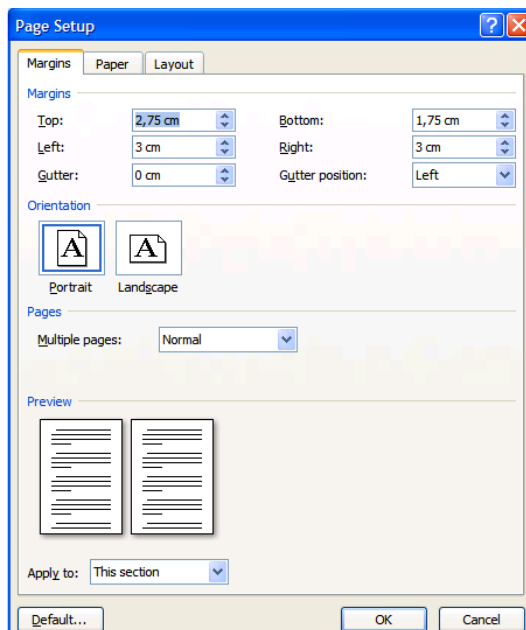 Page Setup
Margins Paper Layout
Margins
Top: 2,75 cm Bottom: 1,75 cm
Left: 3 cm Right: 3 cm
Gutter: 0 cm Gutter position: Left
Orientation
A A
Portrait Landscape
Pages
Multiple pages: Normal
Preview
Apply to: This section
Default... OK Cancel